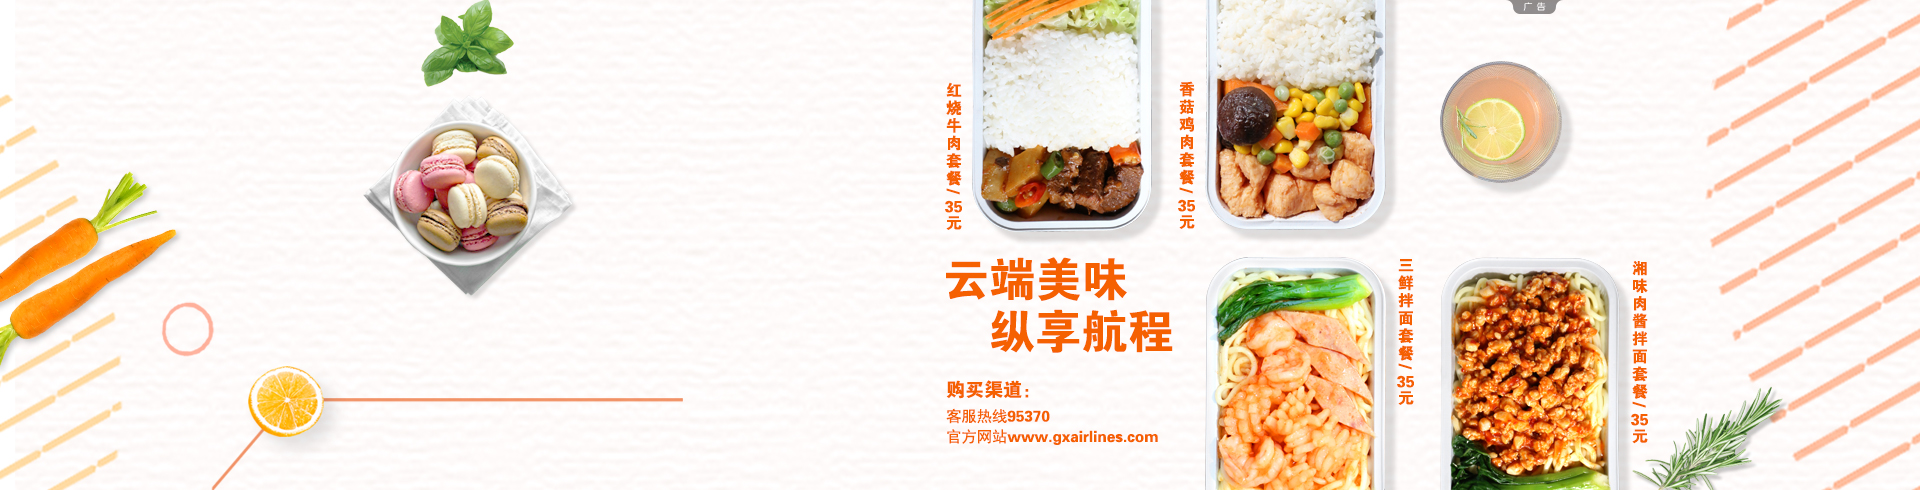 广告
红烧牛肉套餐/35元
香菇鸡肉套餐/35元
云端美味
纵享航程
购买渠道：
客服热线95370
官方网站www.gxairlines.com
三鲜拌面套餐/35元
湘味肉酱拌面套餐/35元